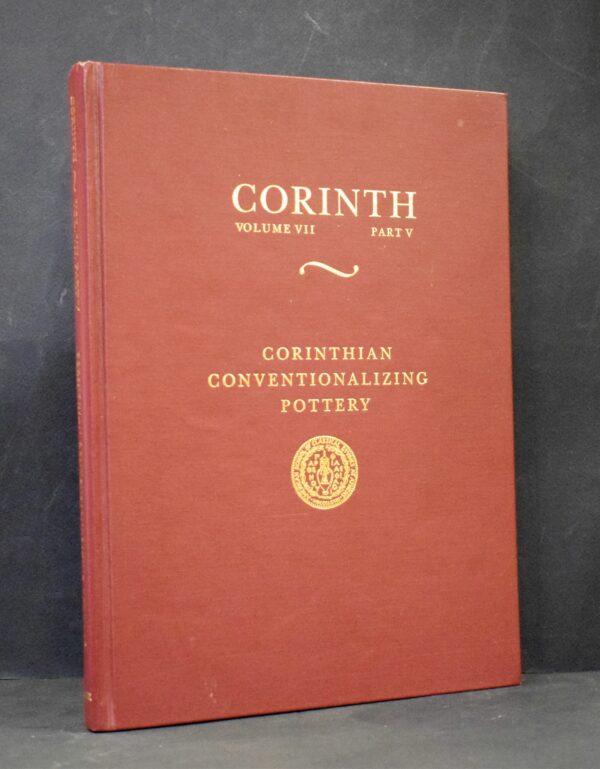 CORINTH
VOLUME VII PART V
CORINTHIAN
CONVENTIONALIZING
POTTERY